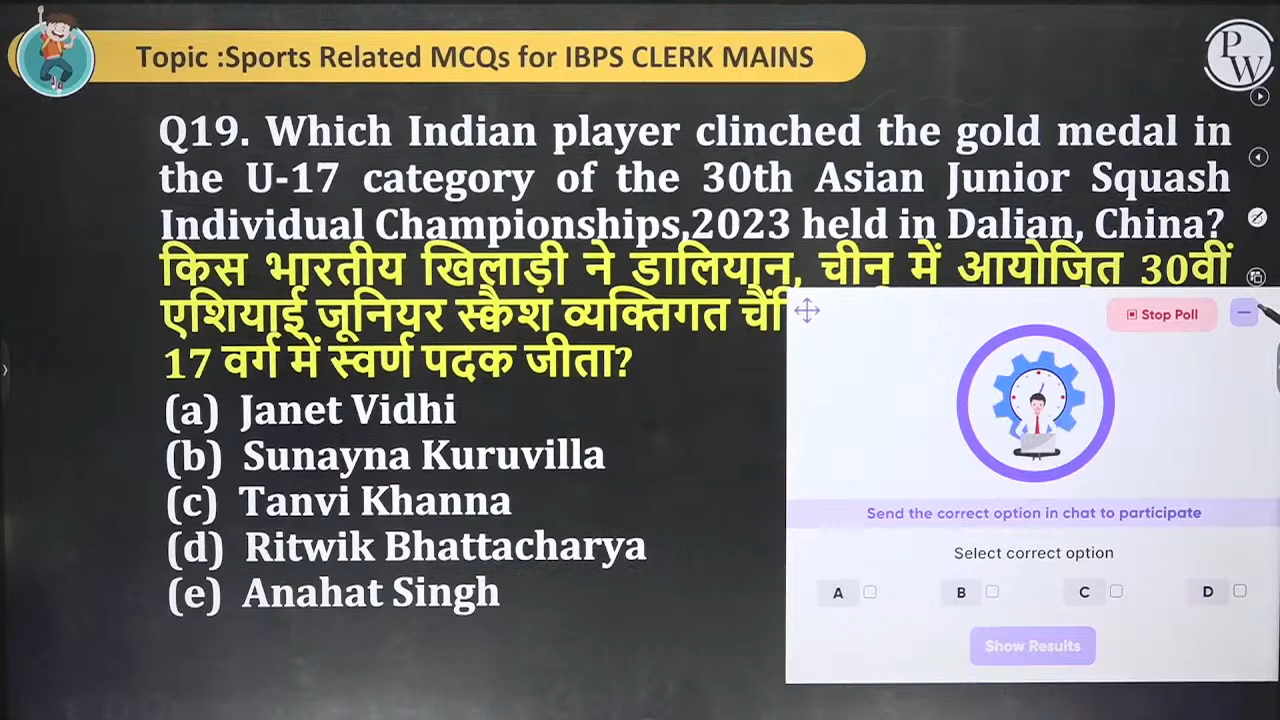 Topic :Sports Related MCQs for IBPS CLERK MAINS
PW
Q19. Which Indian player clinched the gold medal in
the U-17 category of the 30th Asian Junior Squash
Individual Championships,2023 held in Dalian, China?
किस भारतीय खिलाड़ी ने डालियान, चीन में आयोजित 30वीं
एशियाई जूनियर स्क्वैश व्यक्तिगत
17 वर्ग में स्वर्ण पदक जीता?
(a) Janet Vidhi
(b) Sunayna Kuruvilla
(c) Tanvi Khanna
(d) Ritwik Bhattacharya
(e) Anahat Singh
Stop Poll
Send the correct option in chat to participate
Select correct option
A B C D
Show Results